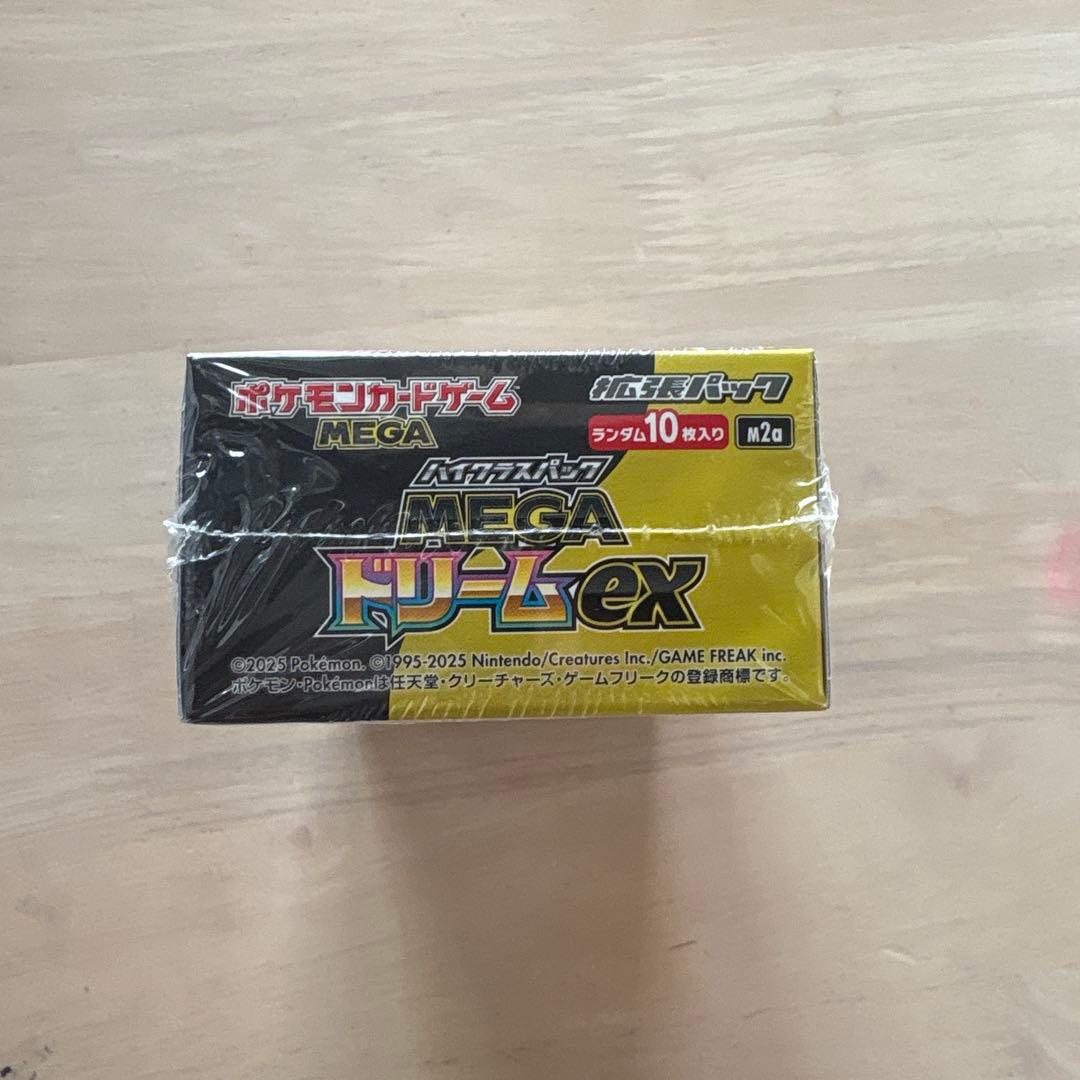 ポケモンカードゲーム
MEGA
拡張パック
ランダム10枚入り M2a
ハイクラスパック
MEGA
ドリームex
©2025 Pokémon. ©1995-2025 Nintendo/Creatures Inc./GAME FREAK inc.
ポケモン・Pokémonは任天堂・クリーチャーズ・ゲームフリークの登録商標です。